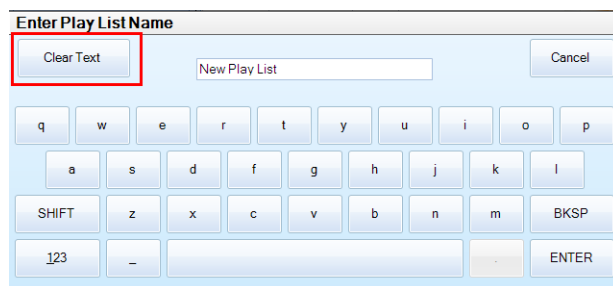 Enter Play List Name
Clear Text New Play List Cancel
q w e r t y u i o p
a s d f g h j k l
SHIFT z x c v b n m BKSP
123 _ . ENTER